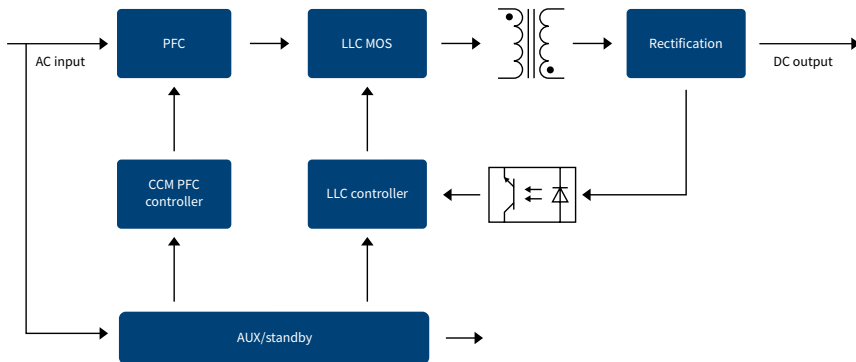 PFC
LLC MOS
Rectification
AC input
DC output
CCM PFC
controller
LLC controller
AUX/standby